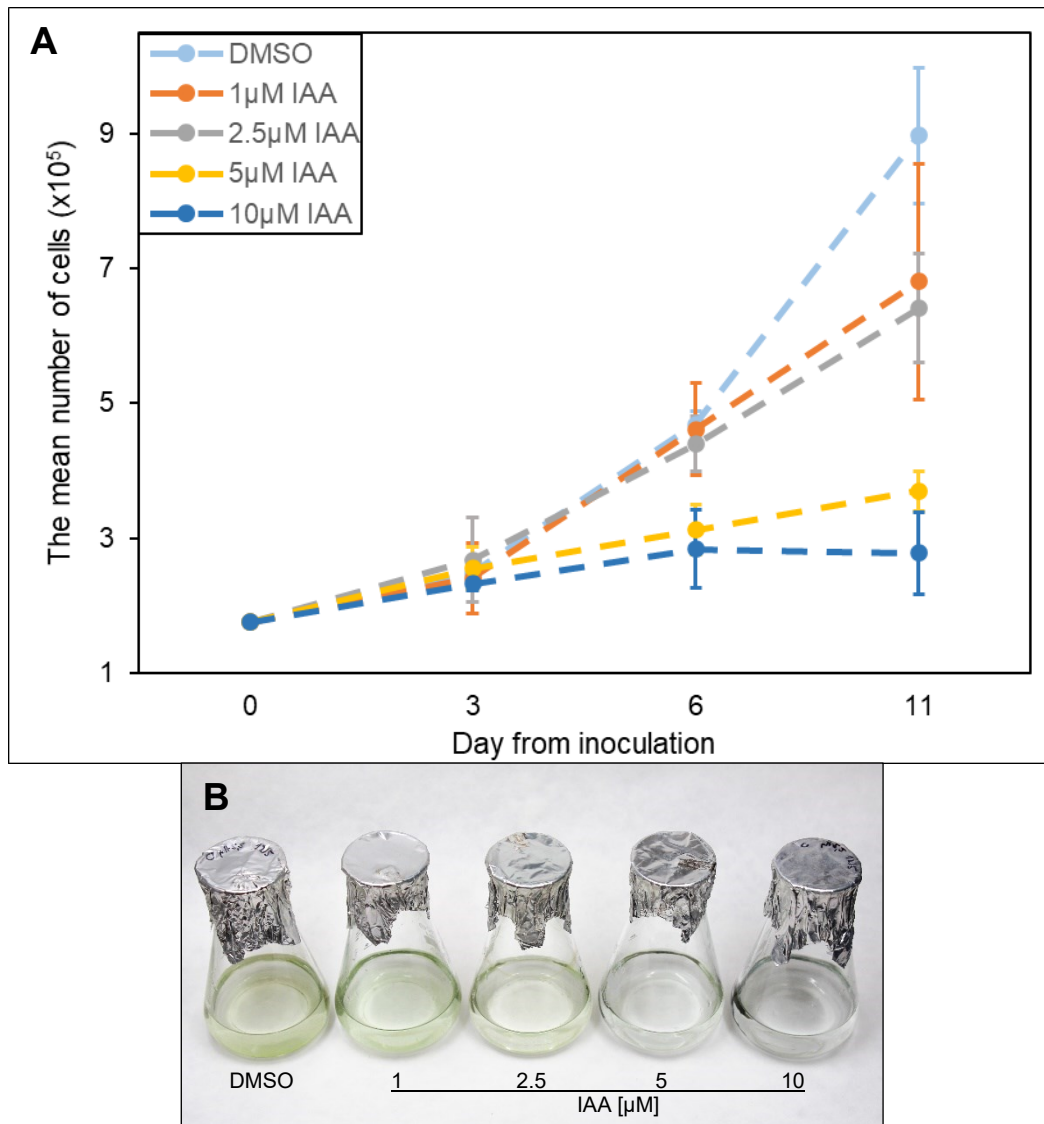 A
DMSO
1µM IAA
2.5µM IAA
5µM IAA
10µM IAA
The mean number of cells (x10⁵)
9
7
5
3
1
0 3 6 11
Day from inoculation
B
DMSO 1 2.5 5 10
IAA [µM]